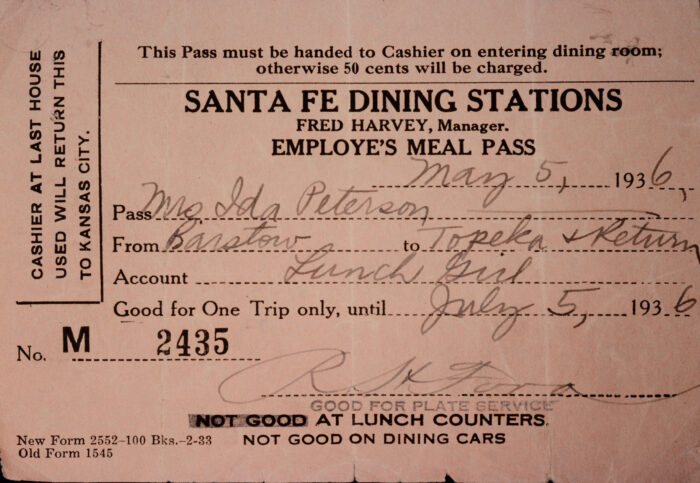 This Pass must be handed to Cashier on entering dining room;
otherwise 50 cents will be charged.
CASHIER AT LAST HOUSE
USED WILL RETURN THIS
TO KANSAS CITY.
SANTA FE DINING STATIONS
FRED HARVEY, Manager.
EMPLOYE'S MEAL PASS
May 5, 1936
Pass Mrs Ida Peterson
From Barstow to Topeka & Return
Account Lunch Girl
Good for One Trip only, until July 5, 1936
No. M 2435
R H
GOOD FOR PLATE SERVICE
NOT GOOD AT LUNCH COUNTERS.
NOT GOOD ON DINING CARS
New Form 2552-100 Bks.-2-33
Old Form 1545